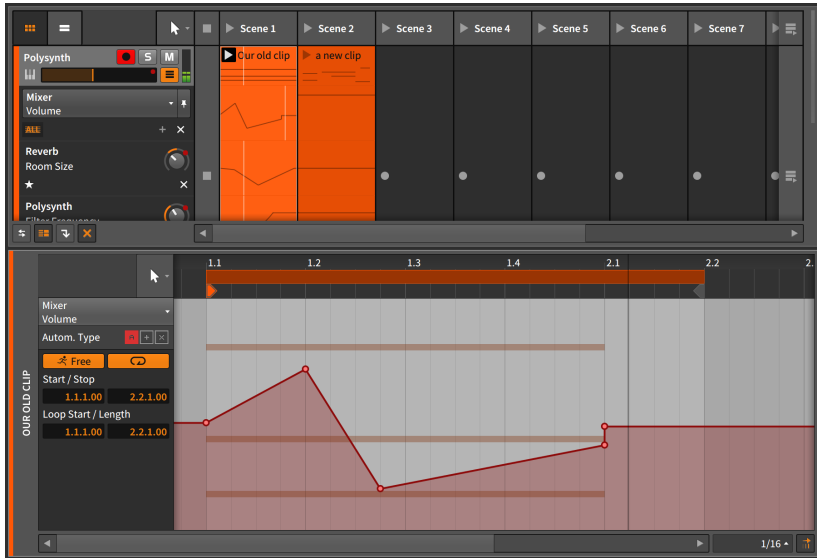 Scene 1 Scene 2 Scene 3 Scene 4 Scene 5 Scene 6 Scene 7
Polysynth S M
Our old clip a new clip
Mixer
Volume
ALL + ×
Reverb
Room Size
Polysynth
Filter Frequency
1.1 1.2 1.3 1.4 2.1 2.2 2.
Mixer
Volume
Autom. Type
Free
Start / Stop
1.1.1.00 2.2.1.00
Loop Start / Length
1.1.1.00 2.2.1.00
OUR OLD CLIP
1/16